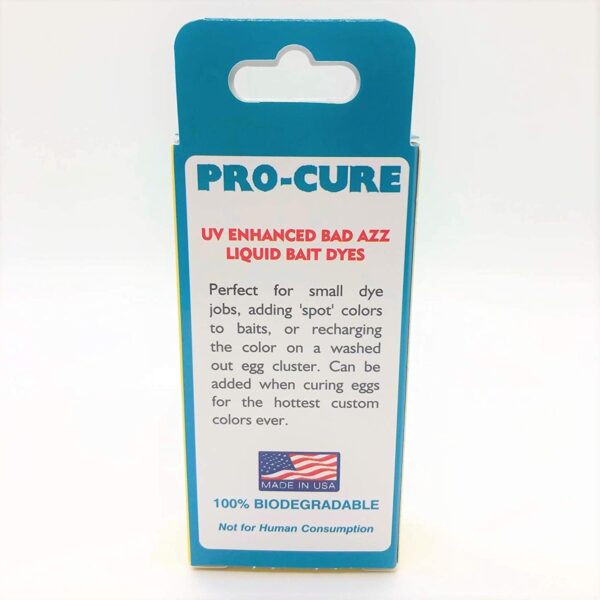 PRO-CURE
UV ENHANCED BAD AZZ
LIQUID BAIT DYES
Perfect for small dye
jobs, adding 'spot' colors
to baits, or recharging
the color on a washed
out egg cluster. Can be
added when curing eggs
for the hottest custom
colors ever.
MADE IN USA
100% BIODEGRADABLE
Not for Human Consumption